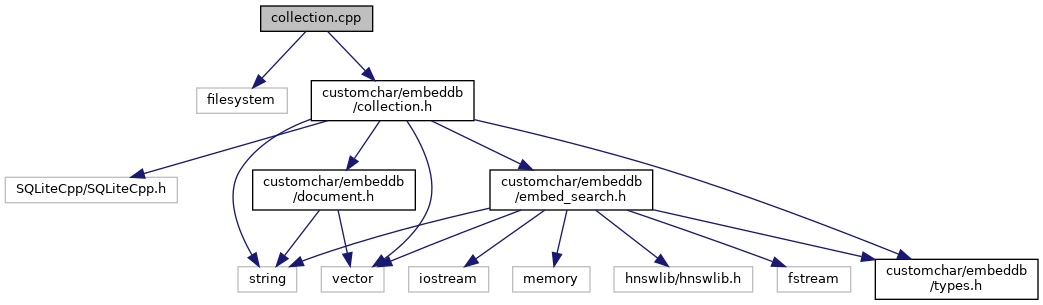 collection.cpp
filesystem
customchar/embeddb
/collection.h
SQLiteCpp/SQLiteCpp.h
customchar/embeddb
/document.h
customchar/embeddb
/embed_search.h
string
vector
iostream
memory
hnswlib/hnswlib.h
fstream
customchar/embeddb
/types.h